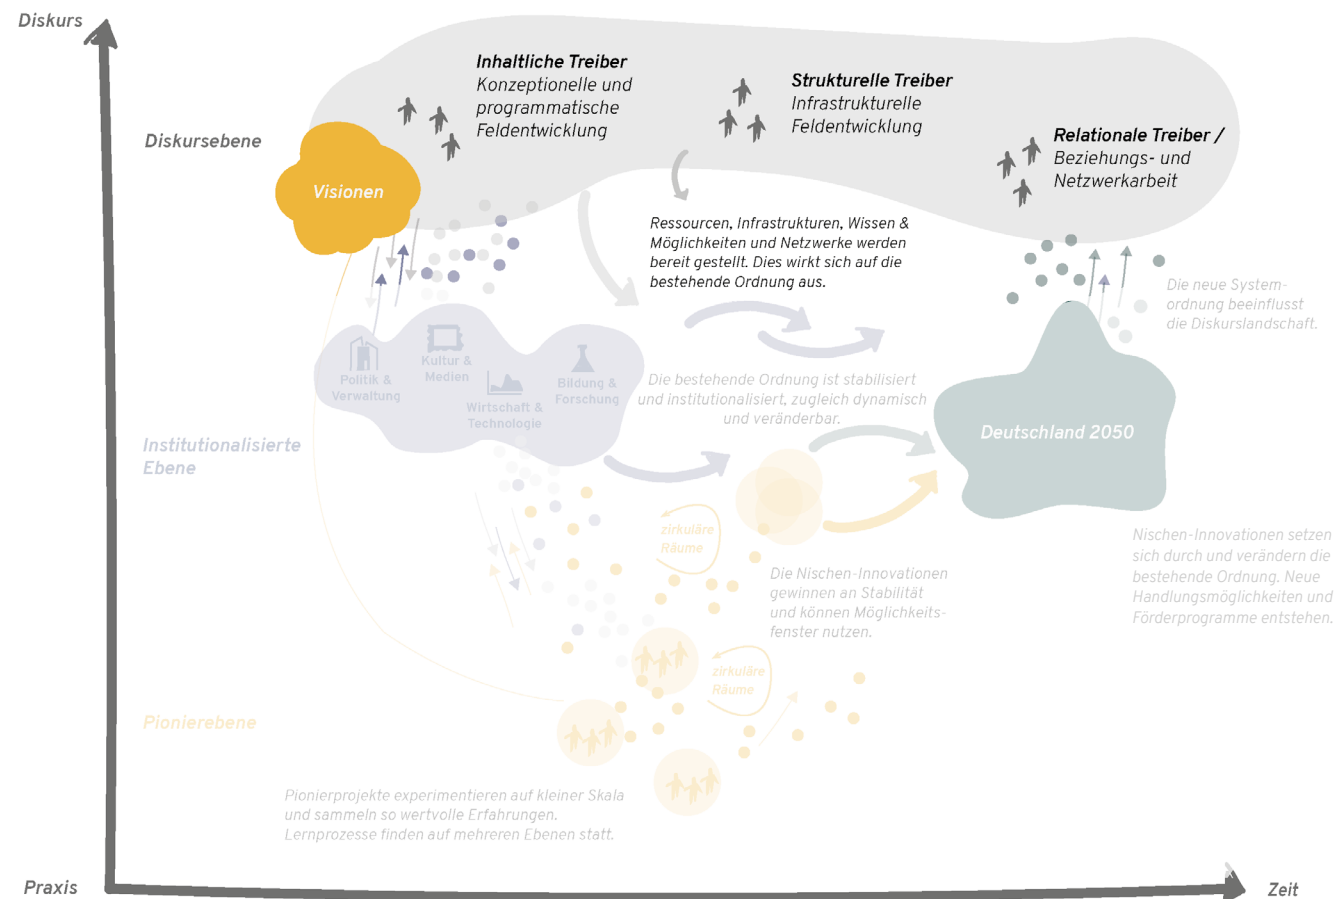 Diskurs
Inhaltliche Treiber
Konzeptionelle und
programmatische
Feldentwicklung
Strukturelle Treiber
Infrastrukturelle
Feldentwicklung
Relationale Treiber /
Beziehungs- und
Netzwerkarbeit
Diskursebene
Visionen
Ressourcen, Infrastrukturen, Wissen &
Möglichkeiten und Netzwerke werden
bereit gestellt. Dies wirkt sich auf die
bestehende Ordnung aus.
Die neue System-
ordnung beeinflusst
die Diskurslandschaft.
Politik &
Verwaltung
Kultur &
Medien
Wirtschaft &
Technologie
Bildung &
Forschung
Die bestehende Ordnung ist stabilisiert
und institutionalisiert, zugleich dynamisch
und veränderbar.
Deutschland 2050
Institutionalisierte
Ebene
zirkuläre
Räume
Nischen-Innovationen setzen
sich durch und verändern die
bestehende Ordnung. Neue
Handlungsmöglichkeiten und
Förderprogramme entstehen.
Die Nischen-Innovationen
gewinnen an Stabilität
und können Möglichkeits-
fenster nutzen.
zirkuläre
Räume
Pionierebene
Pionierprojekte experimentieren auf kleiner Skala
und sammeln so wertvolle Erfahrungen.
Lernprozesse finden auf mehreren Ebenen statt.
Praxis
Zeit